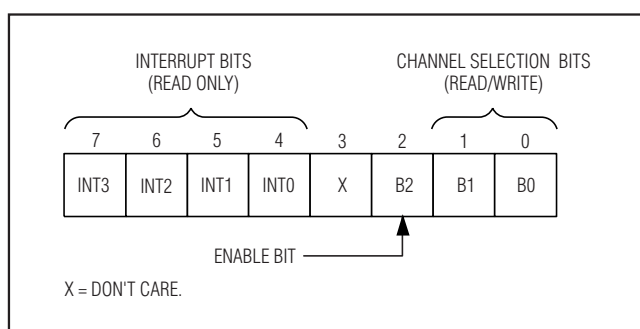 INTERRUPT BITS
(READ ONLY)
CHANNEL SELECTION BITS
(READ/WRITE)
7 6 5 4 3 2 1 0
INT3 INT2 INT1 INT0 X B2 B1 B0
ENABLE BIT
X = DON'T CARE.